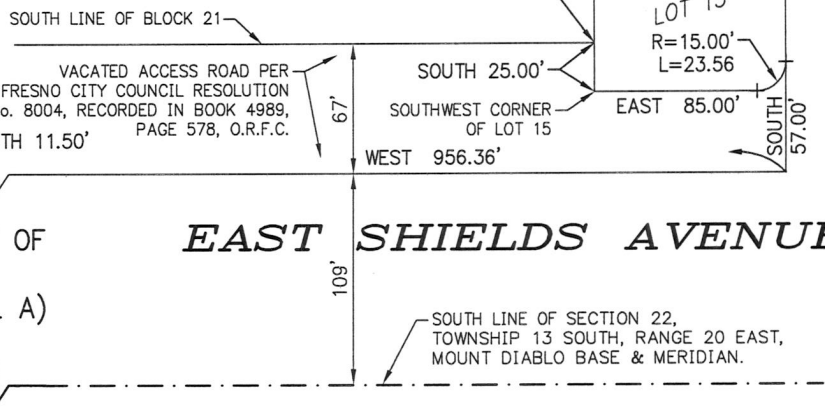 SOUTH LINE OF BLOCK 21
LOT 15
R=15.00'
L=23.56
VACATED ACCESS ROAD PER
FRESNO CITY COUNCIL RESOLUTION
o. 8004, RECORDED IN BOOK 4989,
PAGE 578, O.R.F.C.
TH 11.50'
67'
SOUTH 25.00'
SOUTHWEST CORNER
OF LOT 15
EAST 85.00'
SOUTH
57.00'
WEST 956.36'
OF
EAST SHIELDS AVENUE
109'
A)
SOUTH LINE OF SECTION 22,
TOWNSHIP 13 SOUTH, RANGE 20 EAST,
MOUNT DIABLO BASE & MERIDIAN.